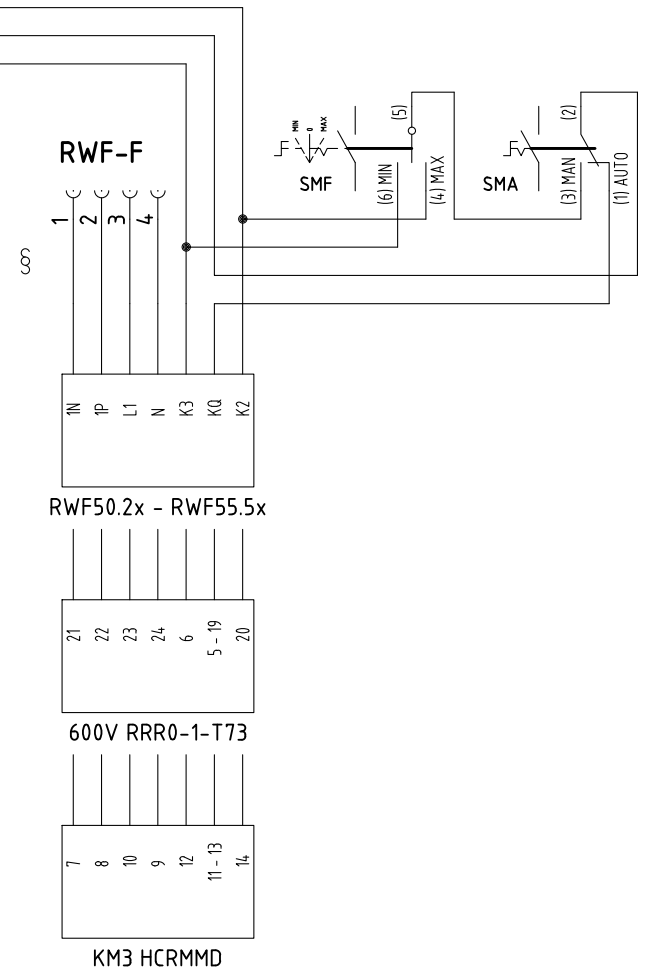 MIN
0
MAX
(5)
(2)
RWF-F
SMF
(6) MIN
(4) MAX
SMA
(3) MAN
(1) AUTO
1
2
3
4
§
1N
1P
L1
N
K3
KQ
K2
RWF50.2x - RWF55.5x
21
22
23
24
6
5 - 19
20
600V RRR0-1-T73
7
8
10
9
12
11 - 13
14
KM3 HCRMMD